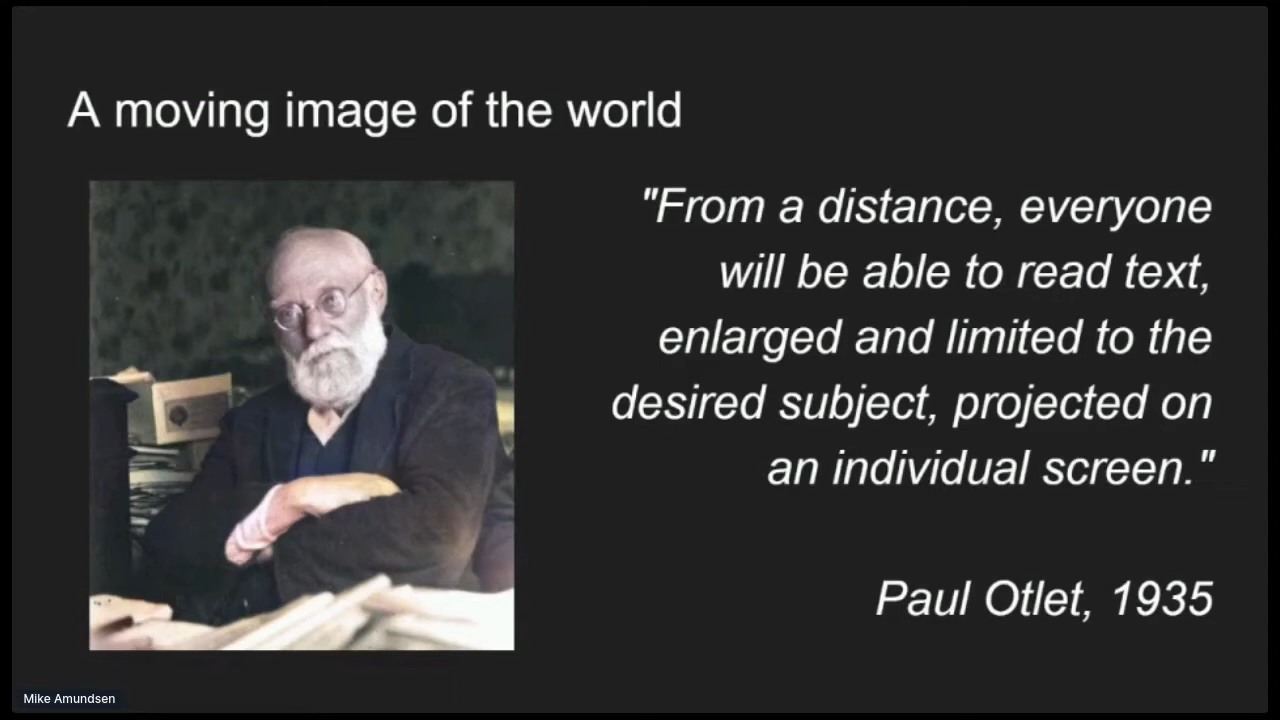 A moving image of the world
"From a distance, everyone
will be able to read text,
enlarged and limited to the
desired subject, projected on
an individual screen."
Paul Otlet, 1935
Mike Amundsen